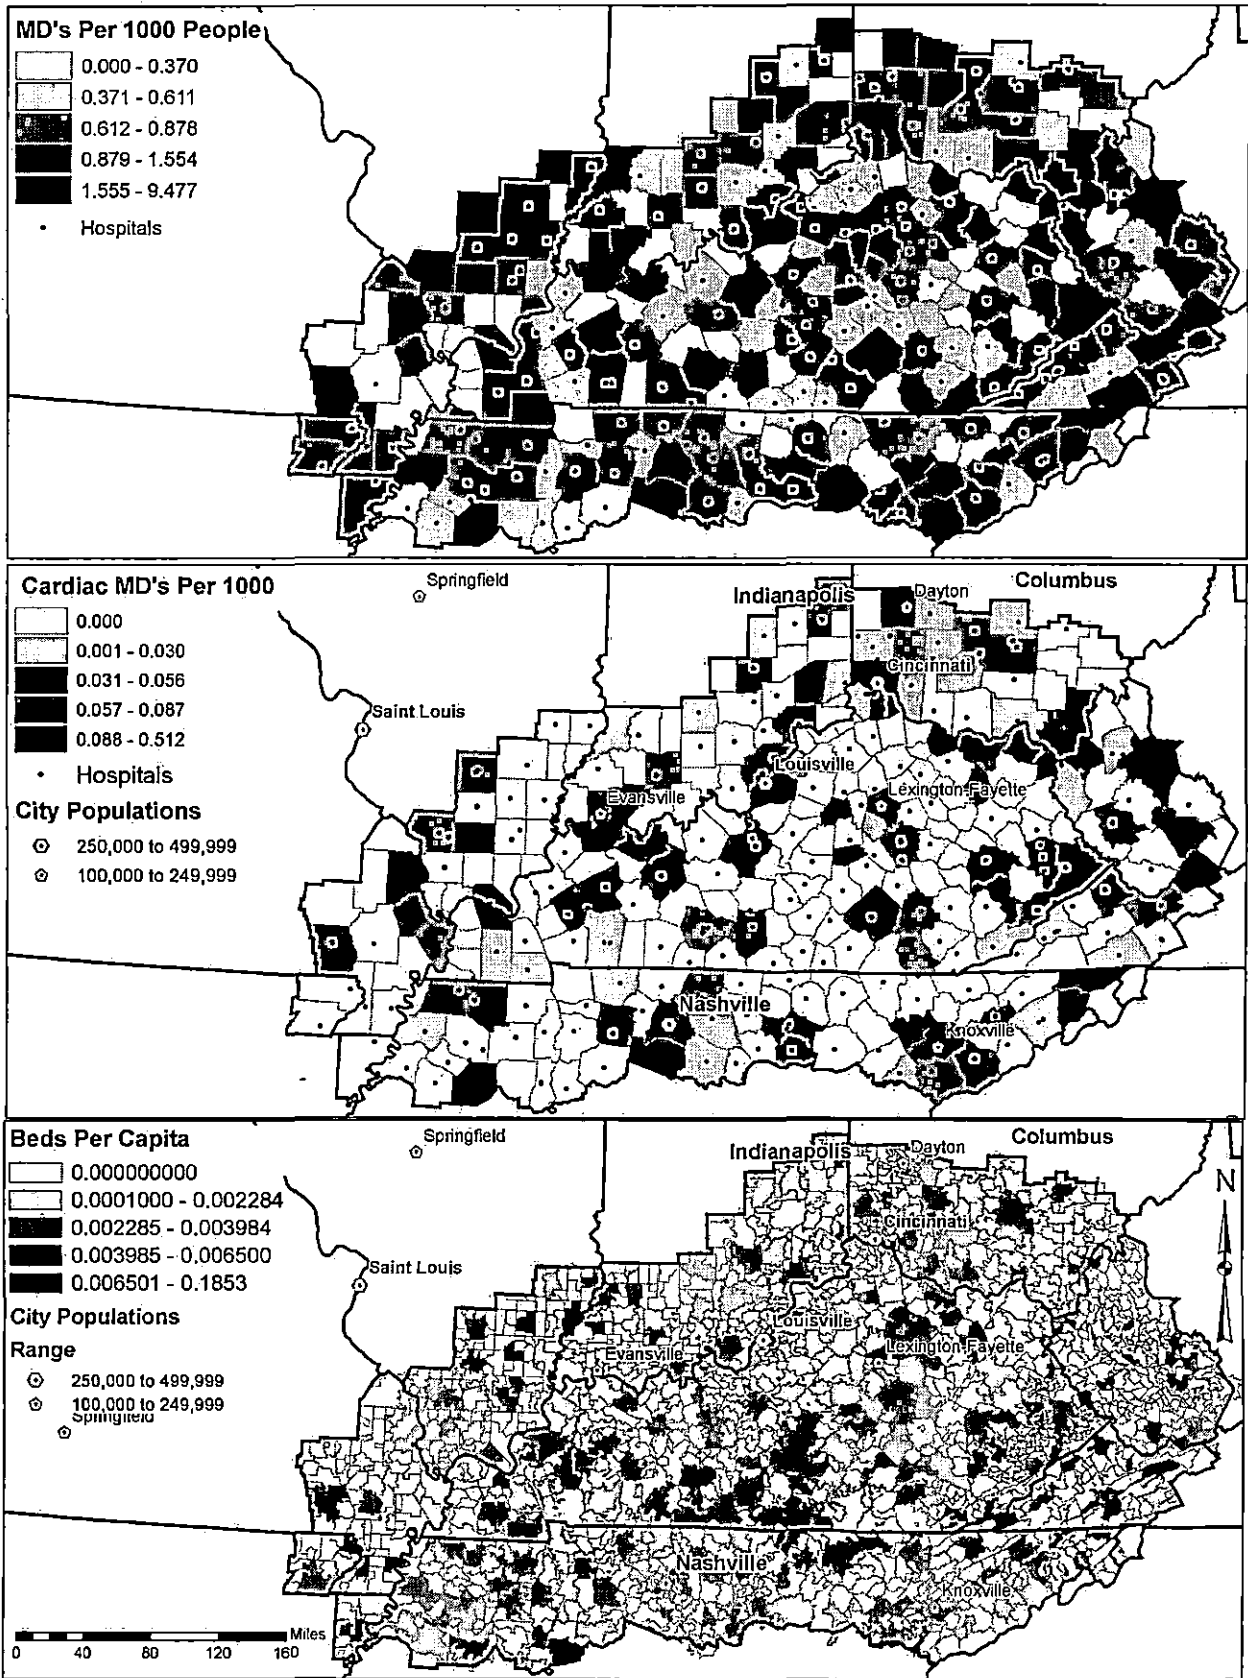 MD's Per 1000 People
0.000 - 0.370
0.371 - 0.611
0.612 - 0.878
0.879 - 1.554
1.555 - 9.477
Hospitals
Cardiac MD's Per 1000
0.000
0.001 - 0.030
0.031 - 0.056
0.057 - 0.087
0.088 - 0.512
Hospitals
City Populations
250,000 to 499,999
100,000 to 249,999
Springfield
Indianapolis
Dayton
Columbus
Cincinnati
Saint Louis
Louisville
Evansville
Lexington-Fayette
Nashville
Knoxville
Beds Per Capita
0.000000000
0.0001000 - 0.002284
0.002285 - 0.003984
0.003985 - 0.006500
0.006501 - 0.1853
City Populations
Range
250,000 to 499,999
100,000 to 249,999
Springfield
Springfield
Indianapolis
Dayton
Columbus
N
Cincinnati
Saint Louis
Louisville
Evansville
Lexington-Fayette
Nashville
Knoxville
Miles
0 20 40 80 120 160